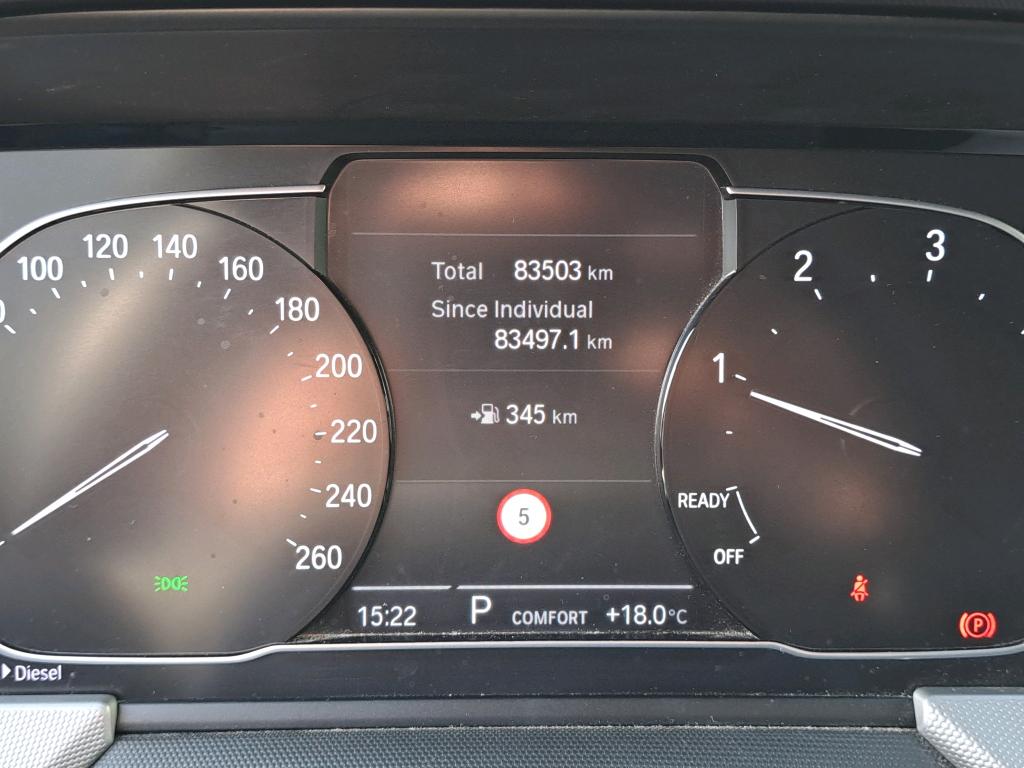 100
120
140
160
180
200
220
240
260
Total 83503 km
Since Individual
83497.1 km
345 km
5
15:22 P COMFORT +18.0°C
1
2
3
READY
OFF
P
Diesel